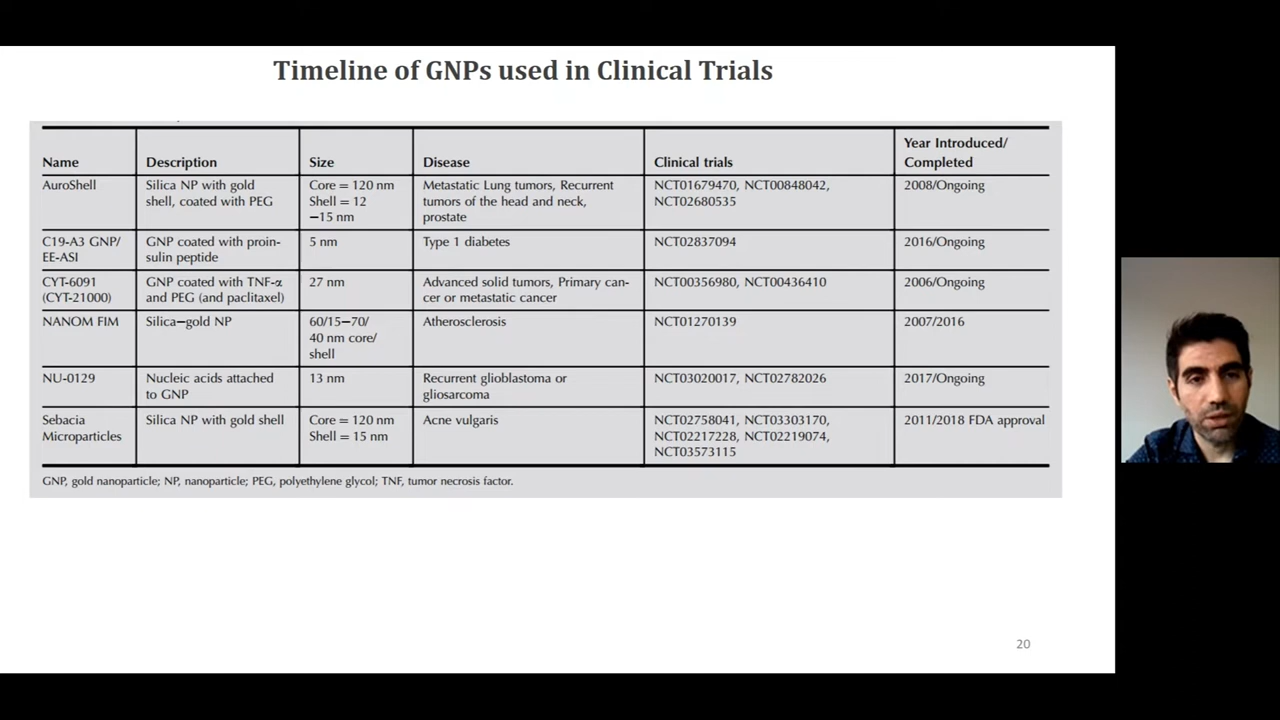 Timeline of GNPs used in Clinical Trials
Name Description Size Disease Clinical trials Year Introduced/
Completed
AuroShell Silica NP with gold Core = 120 nm Metastatic Lung tumors, Recurrent NCT01679470, NCT00848042, 2008/Ongoing
shell, coated with PEG Shell = 12 tumors of the head and neck, NCT02680535
−15 nm prostate
C19-A3 GNP/ GNP coated with proin- 5 nm Type 1 diabetes NCT02837094 2016/Ongoing
EE-ASI sulin peptide
CYT-6091 GNP coated with TNF-α 27 nm Advanced solid tumors, Primary can- NCT00356980, NCT00436410 2006/Ongoing
(CYT-21000) and PEG (and paclitaxel) cer or metastatic cancer
NANOM FIM Silica−gold NP 60/15−70/ Atherosclerosis NCT01270139 2007/2016
40 nm core/
shell
NU-0129 Nucleic acids attached 13 nm Recurrent glioblastoma or NCT03020017, NCT02782026 2017/Ongoing
to GNP gliosarcoma
Sebacia Silica NP with gold shell Core = 120 nm Acne vulgaris NCT02758041, NCT03303170, 2011/2018 FDA approval
Microparticles Shell = 15 nm NCT02217228, NCT02219074,
NCT03573115
GNP, gold nanoparticle; NP, nanoparticle; PEG, polyethylene glycol; TNF, tumor necrosis factor.
20